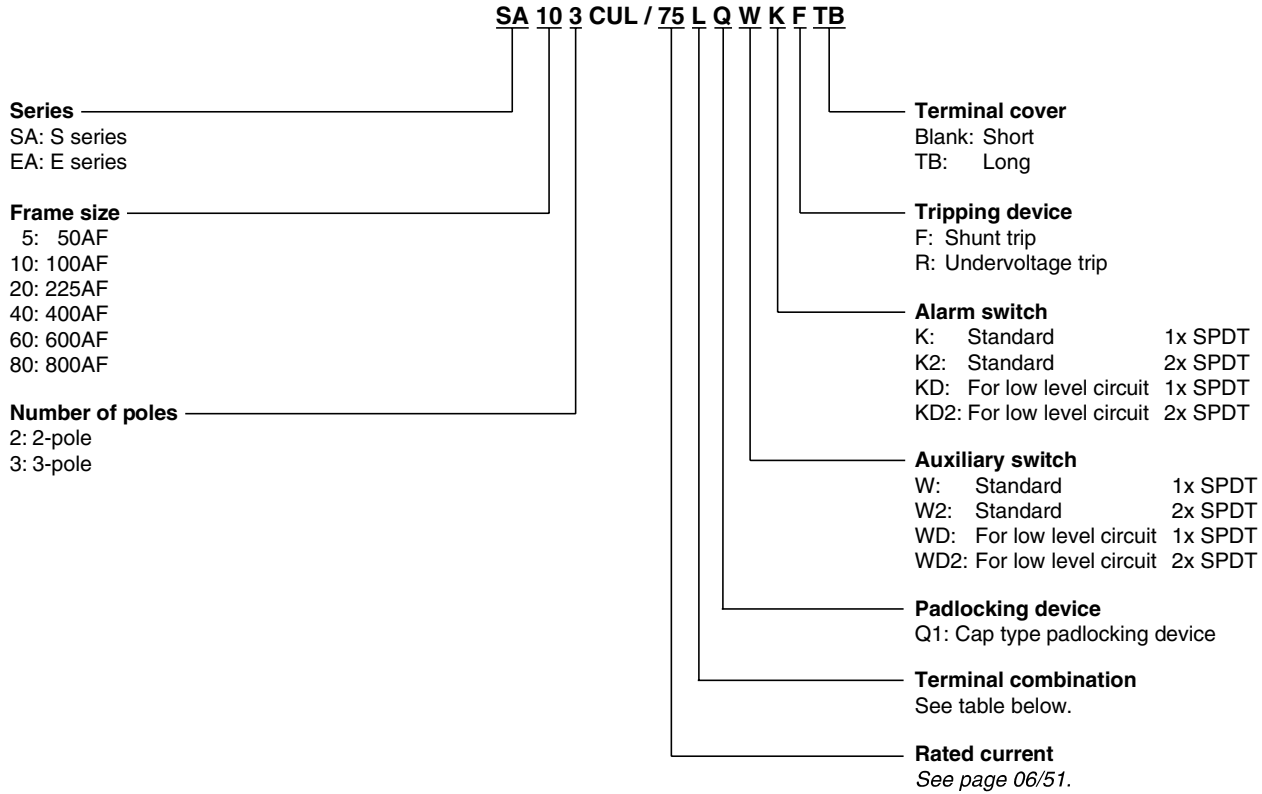 SA 10 3 CUL / 75 L Q W K F TB
Series
SA: S series
EA: E series
Frame size
5: 50AF
10: 100AF
20: 225AF
40: 400AF
60: 600AF
80: 800AF
Number of poles
2: 2-pole
3: 3-pole
Terminal cover
Blank: Short
TB: Long
Tripping device
F: Shunt trip
R: Undervoltage trip
Alarm switch
K: Standard 1x SPDT
K2: Standard 2x SPDT
KD: For low level circuit 1x SPDT
KD2: For low level circuit 2x SPDT
Auxiliary switch
W: Standard 1x SPDT
W2: Standard 2x SPDT
WD: For low level circuit 1x SPDT
WD2: For low level circuit 2x SPDT
Padlocking device
Q1: Cap type padlocking device
Terminal combination
See table below.
Rated current
See page 06/51.